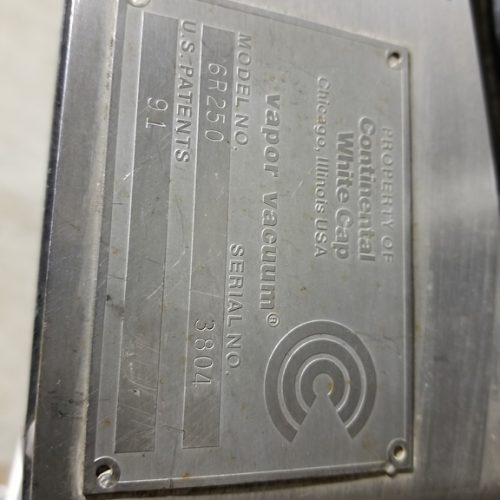 PROPERTY OF
Continental
White Cap
Chicago, Illinois USA
vapor vacuum®
MODEL NO. SERIAL NO.
6R250 3804
U.S. PATENTS
91